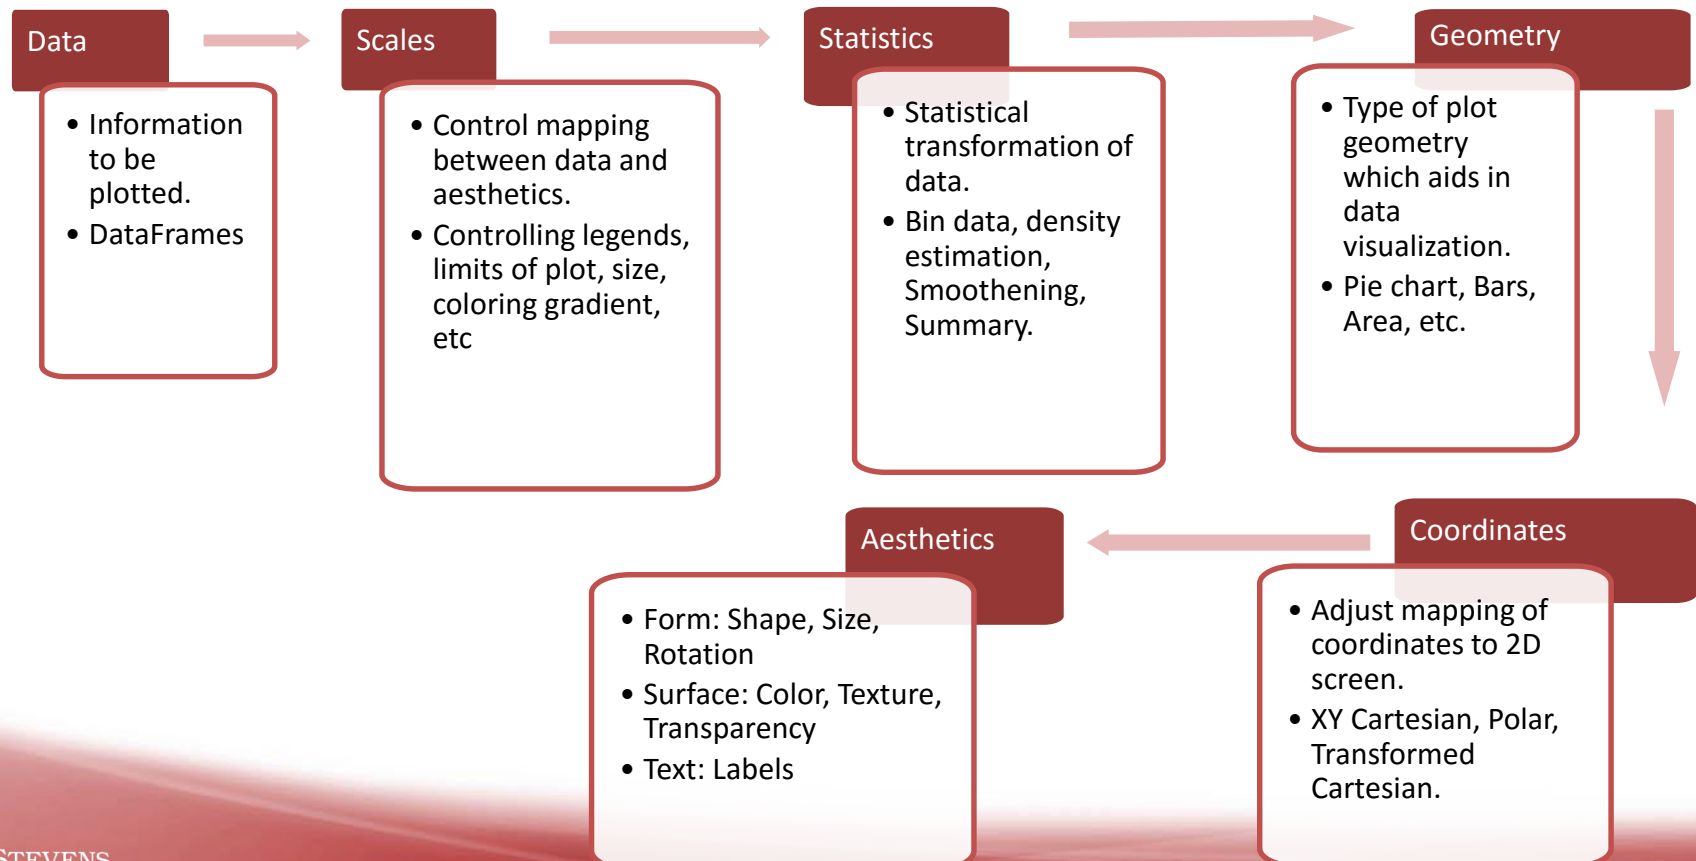 Data
• Information
to be
plotted.
• DataFrames
Scales
• Control mapping
between data and
aesthetics.
• Controlling legends,
limits of plot, size,
coloring gradient,
etc
Statistics
• Statistical
transformation of
data.
• Bin data, density
estimation,
Smoothening,
Summary.
Geometry
• Type of plot
geometry
which aids in
data
visualization.
• Pie chart, Bars,
Area, etc.
Coordinates
• Adjust mapping of
coordinates to 2D
screen.
• XY Cartesian, Polar,
Transformed
Cartesian.
Aesthetics
• Form: Shape, Size,
Rotation
• Surface: Color, Texture,
Transparency
• Text: Labels
STEVENS